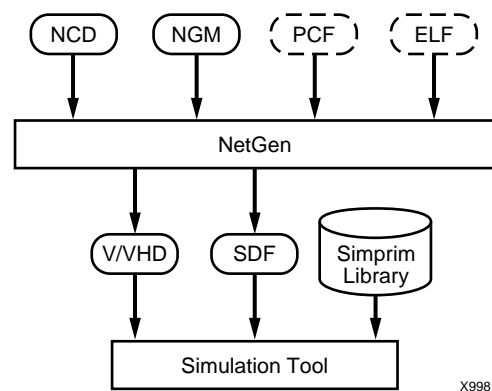 NCD
NGM
PCF
ELF
NetGen
V/VHD
SDF
Simprim
Library
Simulation Tool
X998